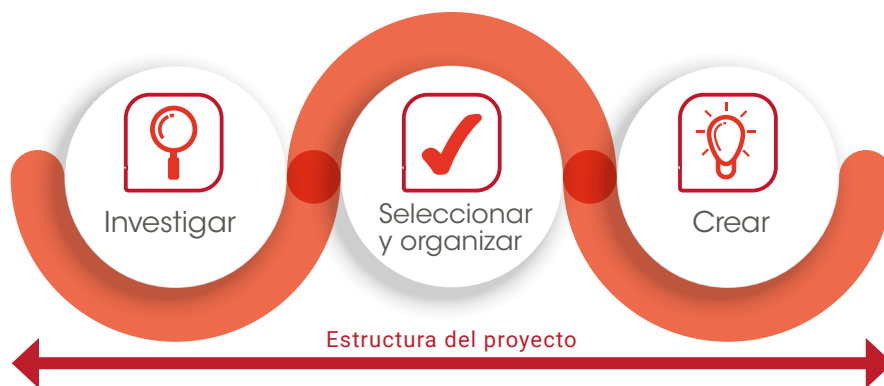 Investigar
Seleccionar
y organizar
Crear
Estructura del proyecto